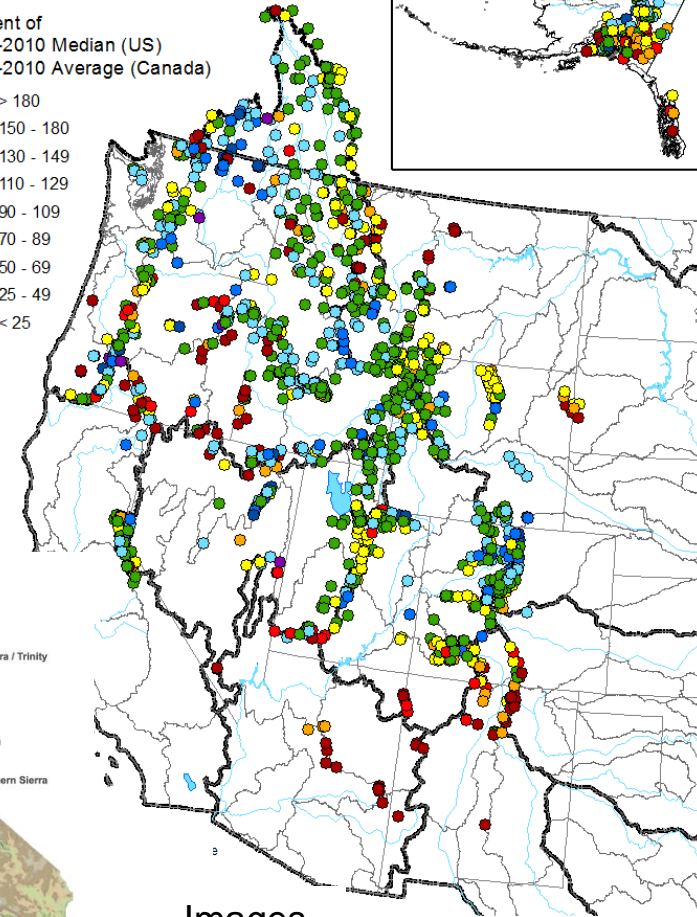 ent of
-2010 Median (US)
-2010 Average (Canada)
> 180
150 - 180
130 - 149
110 - 129
90 - 109
70 - 89
50 - 69
25 - 49
< 25
ra / Trinity
ern Sierra
e
Images